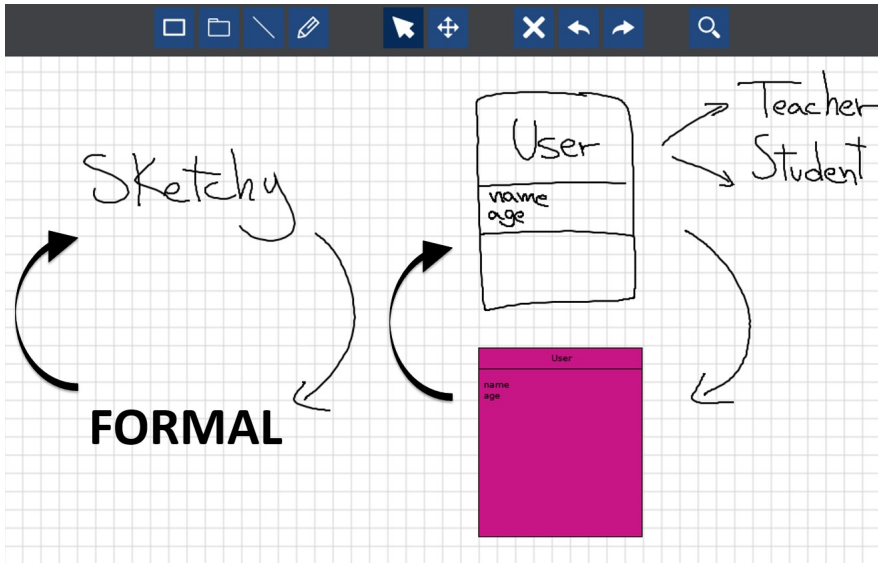 Sketchy
FORMAL
User
name
age
Teacher
Student
User
name
age